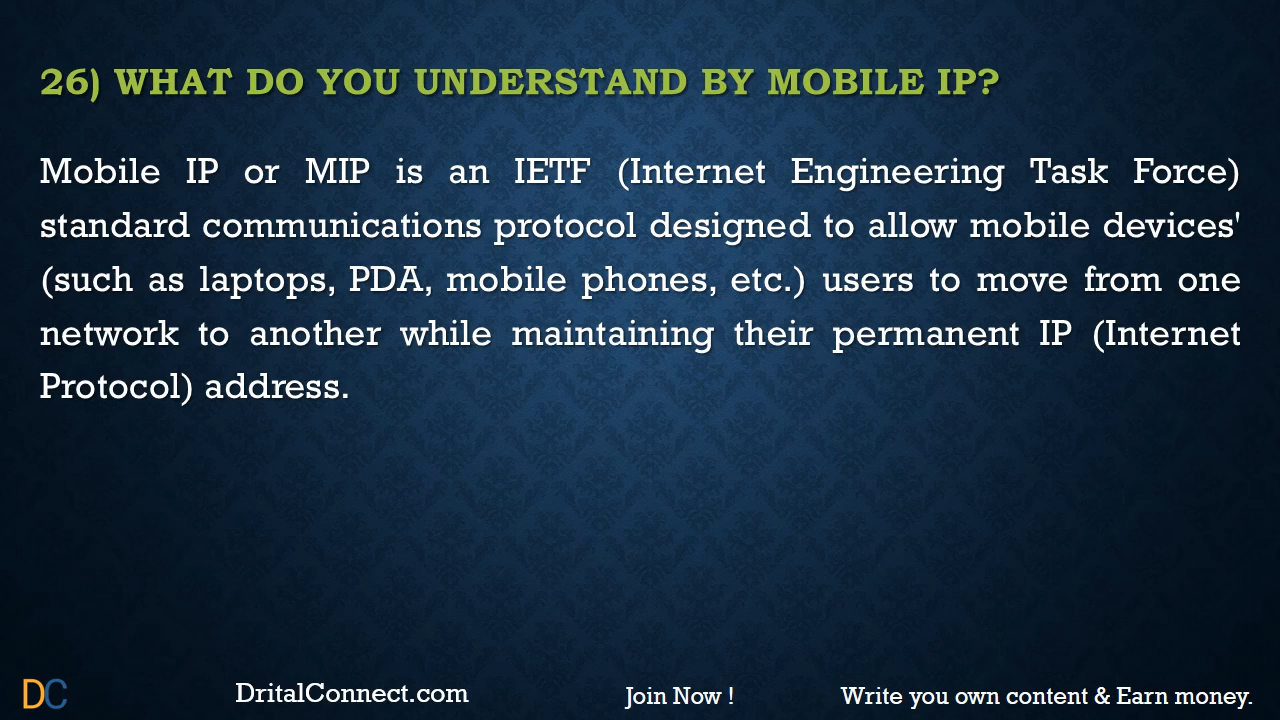 26) WHAT DO YOU UNDERSTAND BY MOBILE IP?
Mobile IP or MIP is an IETF (Internet Engineering Task Force)
standard communications protocol designed to allow mobile devices'
(such as laptops, PDA, mobile phones, etc.) users to move from one
network to another while maintaining their permanent IP (Internet
Protocol) address.
DC
DritalConnect.com
Join Now !
Write you own content & Earn money.